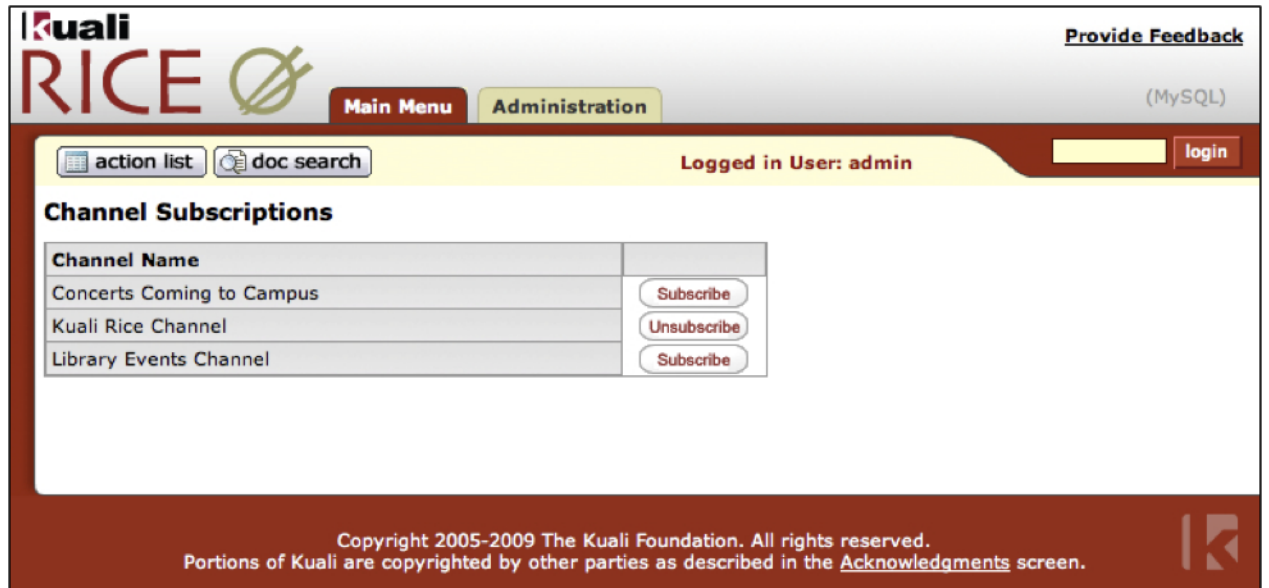 Kuali
RICE
Provide Feedback
Main Menu Administration (MySQL)
action list doc search Logged in User: admin login
Channel Subscriptions
Channel Name
Concerts Coming to Campus Subscribe
Kuali Rice Channel Unsubscribe
Library Events Channel Subscribe
Copyright 2005-2009 The Kuali Foundation. All rights reserved.
Portions of Kuali are copyrighted by other parties as described in the Acknowledgments screen.